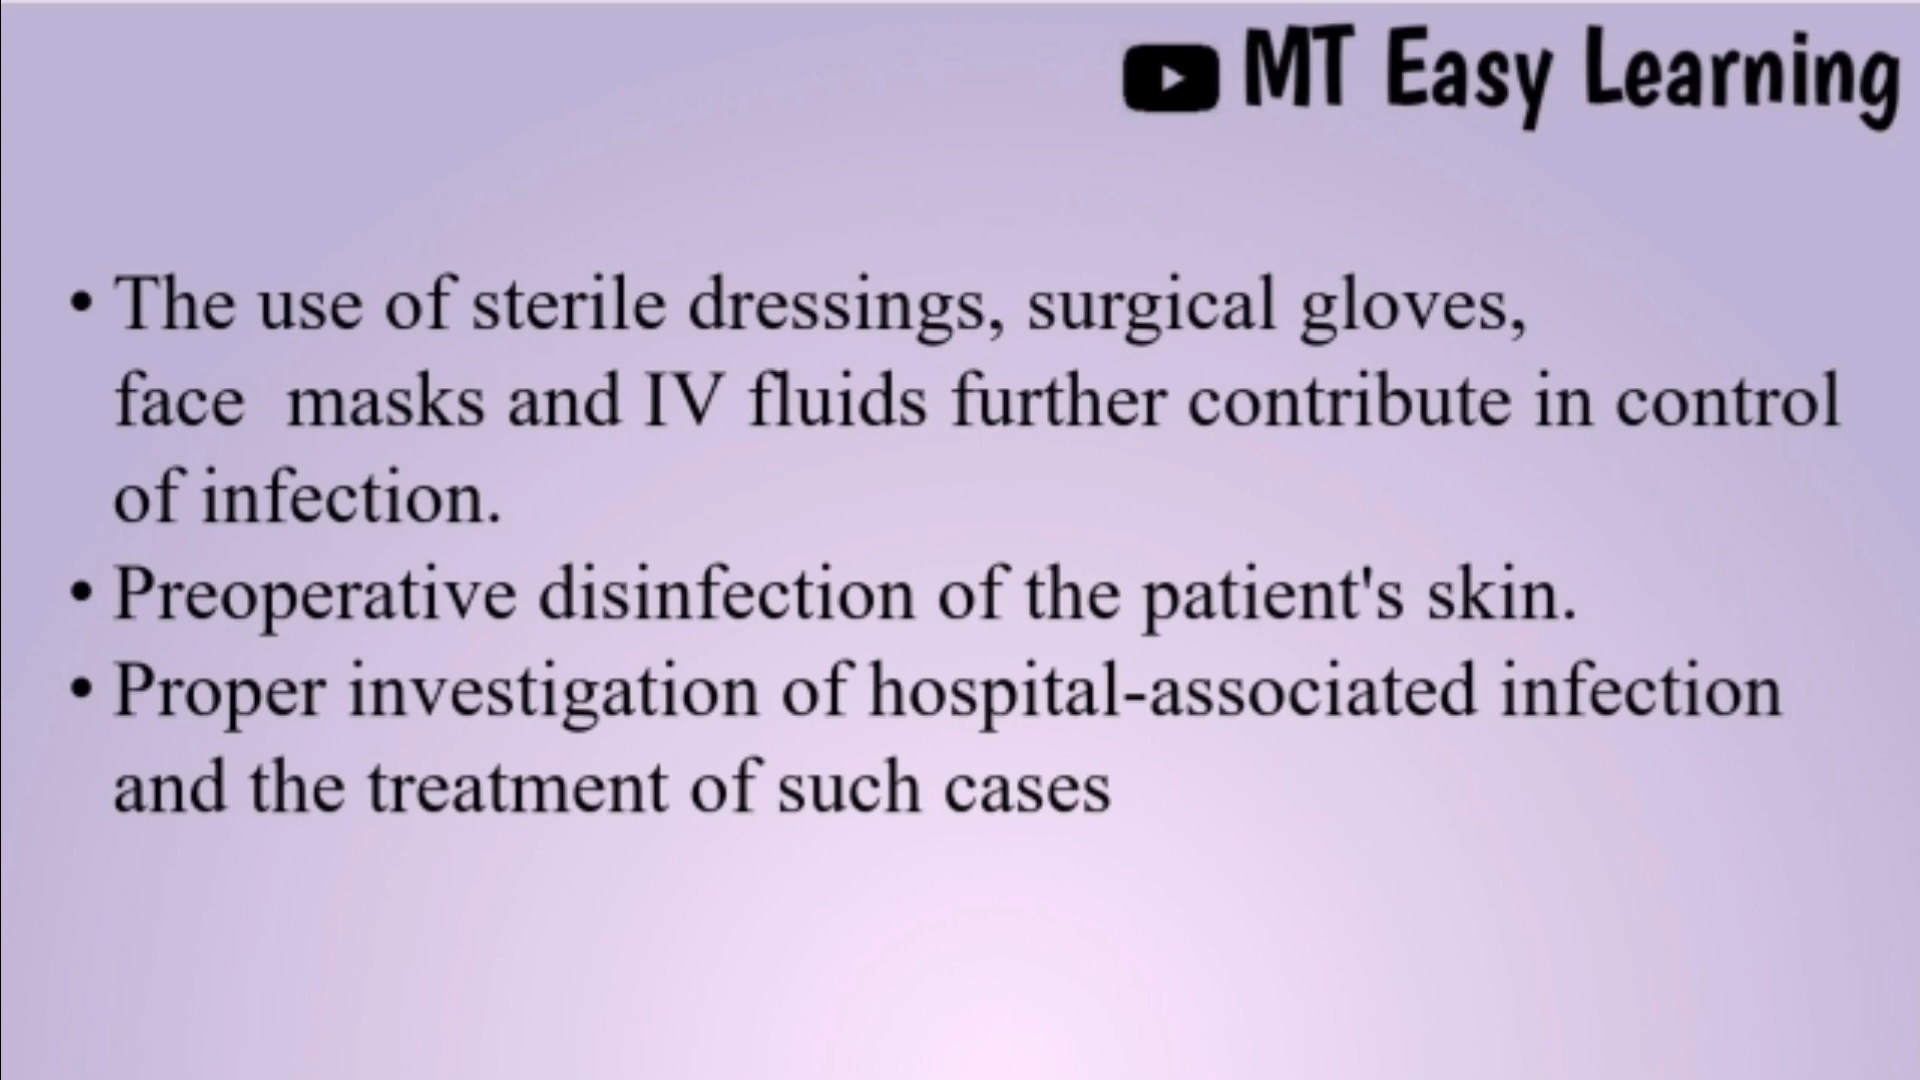 MT Easy Learning
• The use of sterile dressings, surgical gloves,
face masks and IV fluids further contribute in control
of infection.
• Preoperative disinfection of the patient's skin.
• Proper investigation of hospital-associated infection
and the treatment of such cases